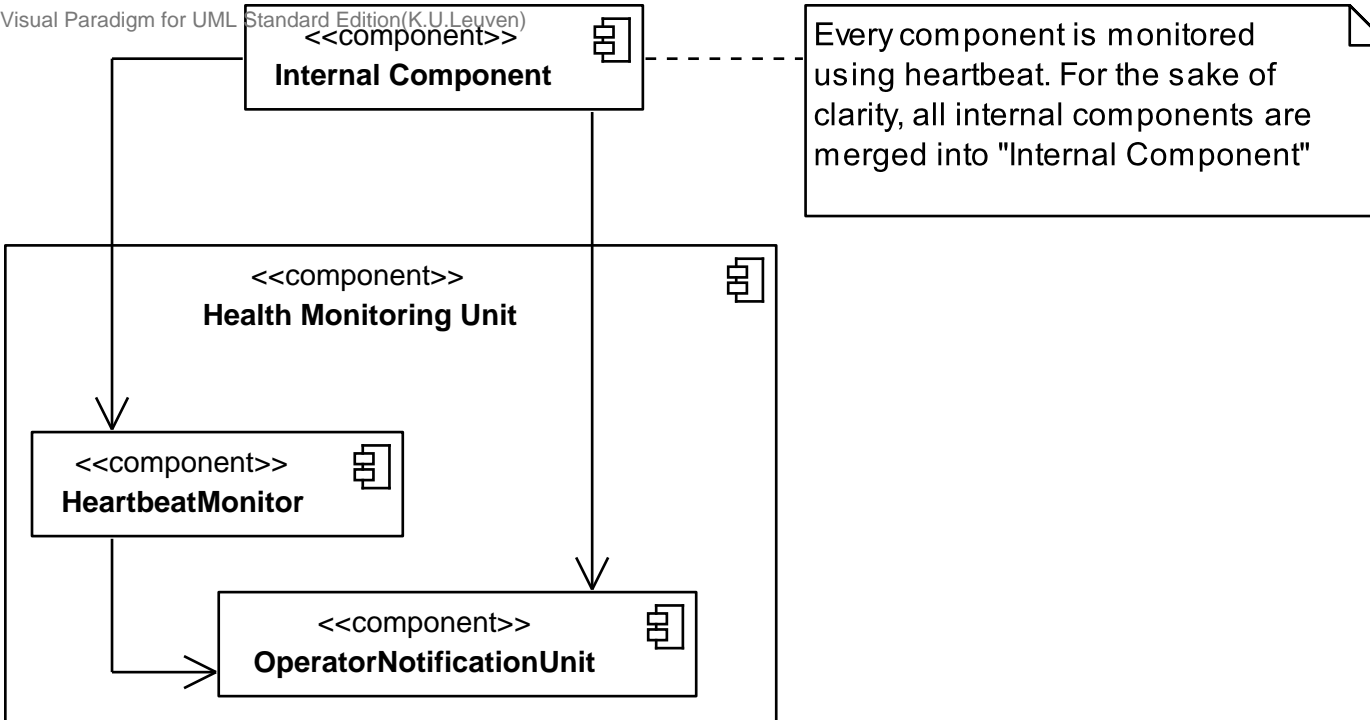 Visual Paradigm for UML Standard Edition(K.U.Leuven)
<<component>>
Internal Component
Every component is monitored
using heartbeat. For the sake of
clarity, all internal components are
merged into "Internal Component"
<<component>>
Health Monitoring Unit
<<component>>
HeartbeatMonitor
<<component>>
OperatorNotificationUnit